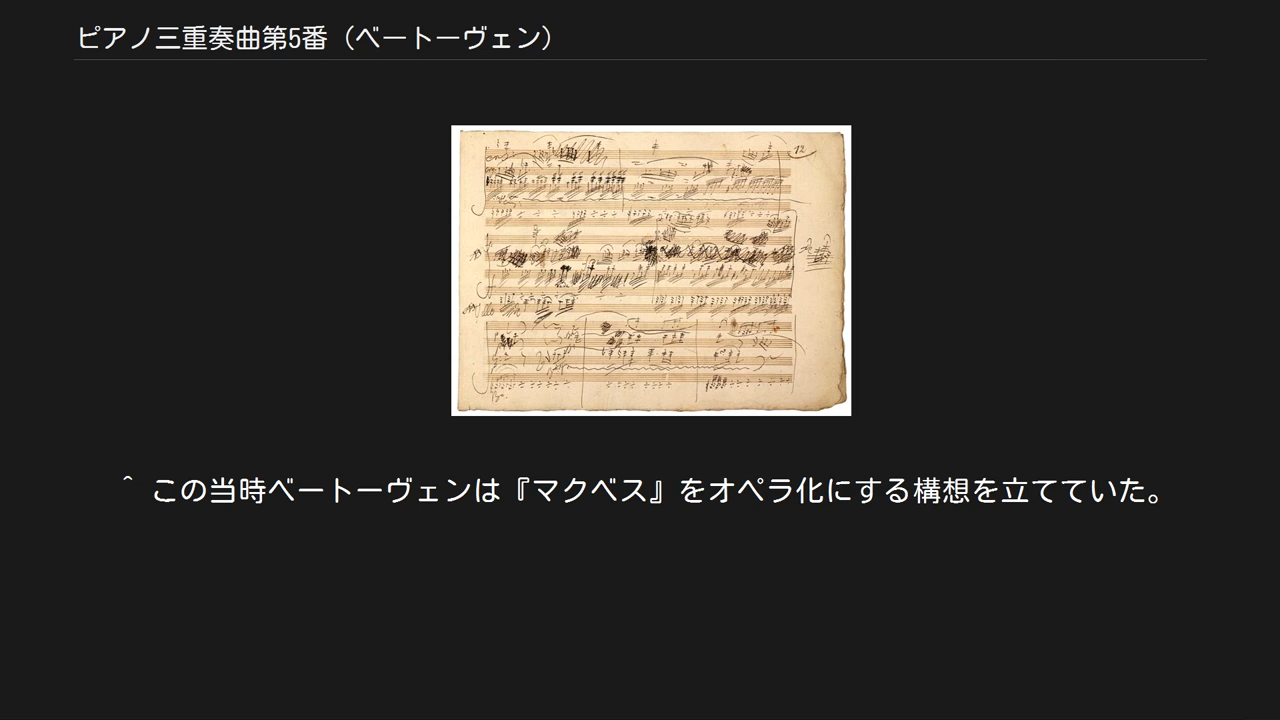 ピアノ三重奏曲第5番（ベートーヴェン）
12
^ この当時ベートーヴェンは『マクベス』をオペラ化にする構想を立てていた。